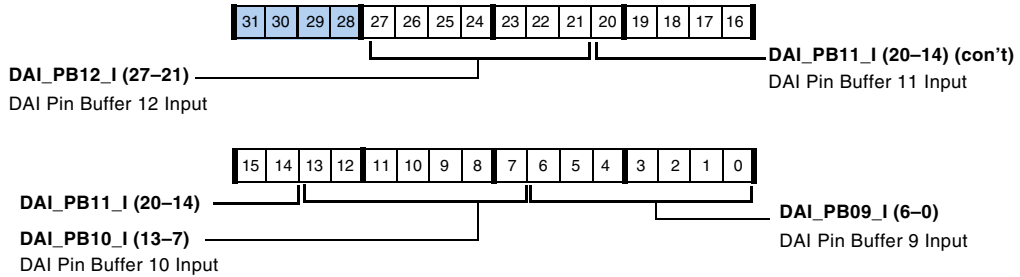 31 30 29 28 27 26 25 24 23 22 21 20 19 18 17 16
DAI_PB11_I (20–14) (con't)
DAI Pin Buffer 11 Input
DAI_PB12_I (27–21)
DAI Pin Buffer 12 Input
15 14 13 12 11 10 9 8 7 6 5 4 3 2 1 0
DAI_PB11_I (20–14)
DAI_PB09_I (6–0)
DAI_PB10_I (13–7)
DAI Pin Buffer 9 Input
DAI Pin Buffer 10 Input